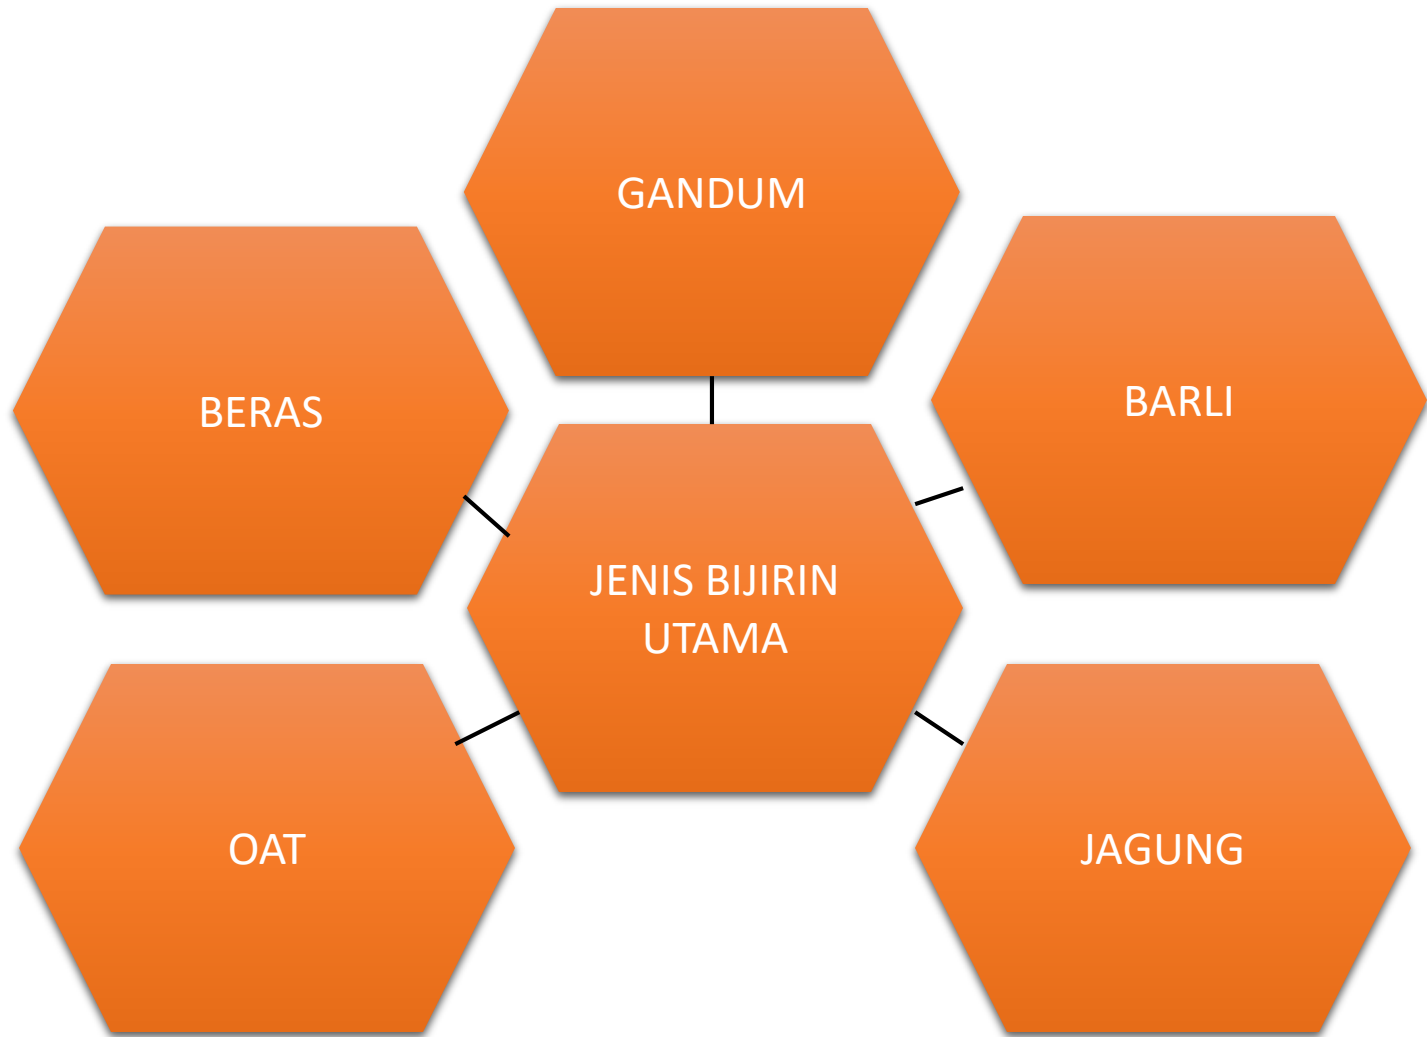 GANDUM
BERAS
BARLI
JENIS BIJIRIN
UTAMA
OAT
JAGUNG